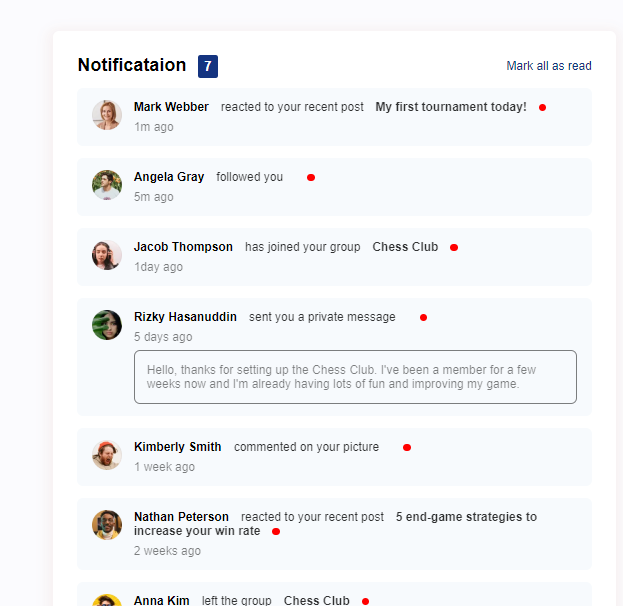 Notificataion 7 Mark all as read
Mark Webber reacted to your recent post My first tournament today!
1m ago
Angela Gray followed you
5m ago
Jacob Thompson has joined your group Chess Club
1day ago
Rizky Hasanuddin sent you a private message
5 days ago
Hello, thanks for setting up the Chess Club. I've been a member for a few
weeks now and I'm already having lots of fun and improving my game.
Kimberly Smith commented on your picture
1 week ago
Nathan Peterson reacted to your recent post 5 end-game strategies to
increase your win rate
2 weeks ago
Anna Kim left the group Chess Club